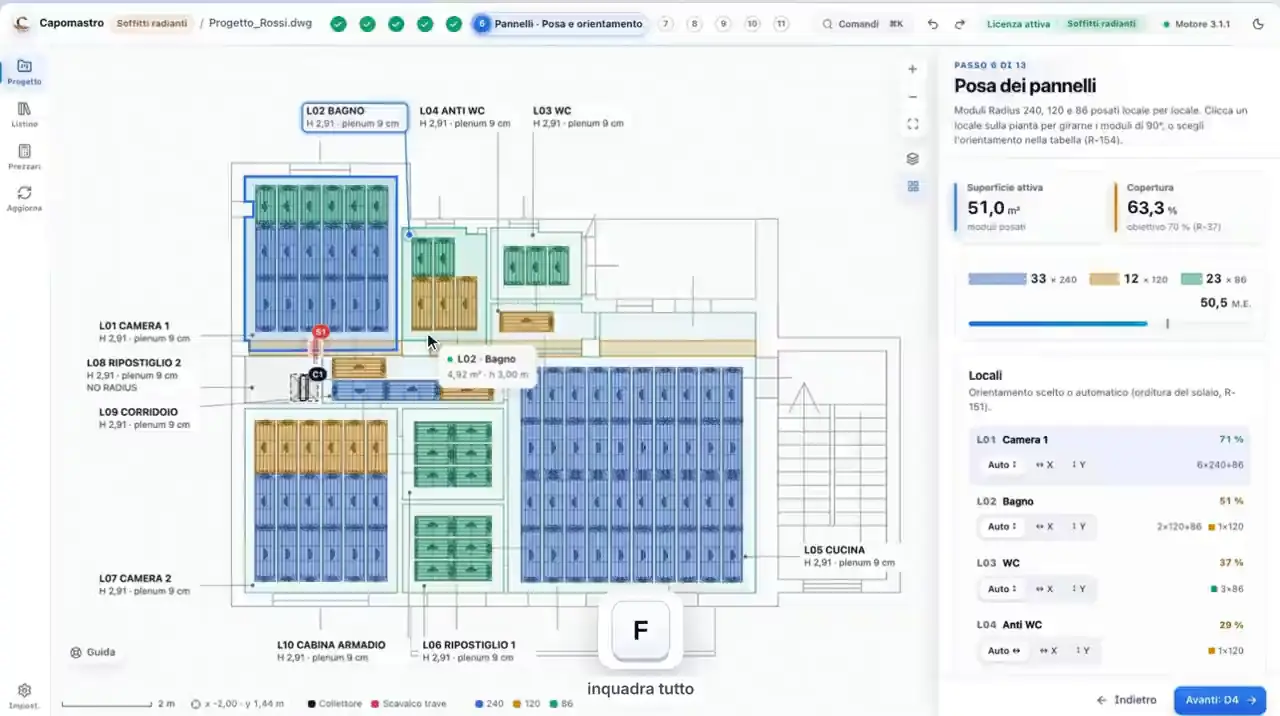 Capomastro
Soffitti radianti
/ Progetto_Rossi.dwg
6 Pannelli · Posa e orientamento
7 8 9 10 11
Comandi ⌘K
Licenza attiva Soffitti radianti
Motore 3.1.1
Progetto
Listino
Prezzari
Aggiorna
Impost.
L02 BAGNO
H 2,91 · plenum 9 cm
L04 ANTI WC
H 2,91 · plenum 9 cm
L03 WC
H 2,91 · plenum 9 cm
L01 CAMERA 1
H 2,91 · plenum 9 cm
L08 RIPOSTIGLIO 2
H 2,91 · plenum 9 cm
NO RADIUS
L09 CORRIDOIO
H 2,91 · plenum 9 cm
S1
C1
L02 · Bagno
4,92 m² · h 3,00 m
L05 CUCINA
H 2,91 · plenum 9 cm
L07 CAMERA 2
H 2,91 · plenum 9 cm
L10 CABINA ARMADIO
H 2,91 · plenum 9 cm
L06 RIPOSTIGLIO 1
H 2,91 · plenum 9 cm
F
inquadra tutto
Guida
2 m
x -2,00 · y 1,44 m
Collettore
Scavalco trave
240
120
86
PASSO 6 DI 13
Posa dei pannelli
Moduli Radius 240, 120 e 86 posati locale per locale. Clicca un
locale sulla pianta per girarne i moduli di 90°, o scegli
l'orientamento nella tabella (R-154).
Superficie attiva
51,0 m²
moduli posati
Copertura
63,3 %
obiettivo 70 % (R-37)
33 × 240
12 × 120
23 × 86
50,5 M.E.
Locali
Orientamento scelto o automatico (orditura del solaio, R-
151).
L01 Camera 1 71 %
Auto ↕ ↔ X ↕ Y 6×240+86
L02 Bagno 51 %
Auto ↕ ↔ X ↕ Y 2×120+86 1×120
L03 WC 37 %
Auto ↕ ↔ X ↕ Y 3×86
L04 Anti WC 29 %
Auto ↔ ↔ X ↕ Y 1×120
← Indietro
Avanti: D4 →